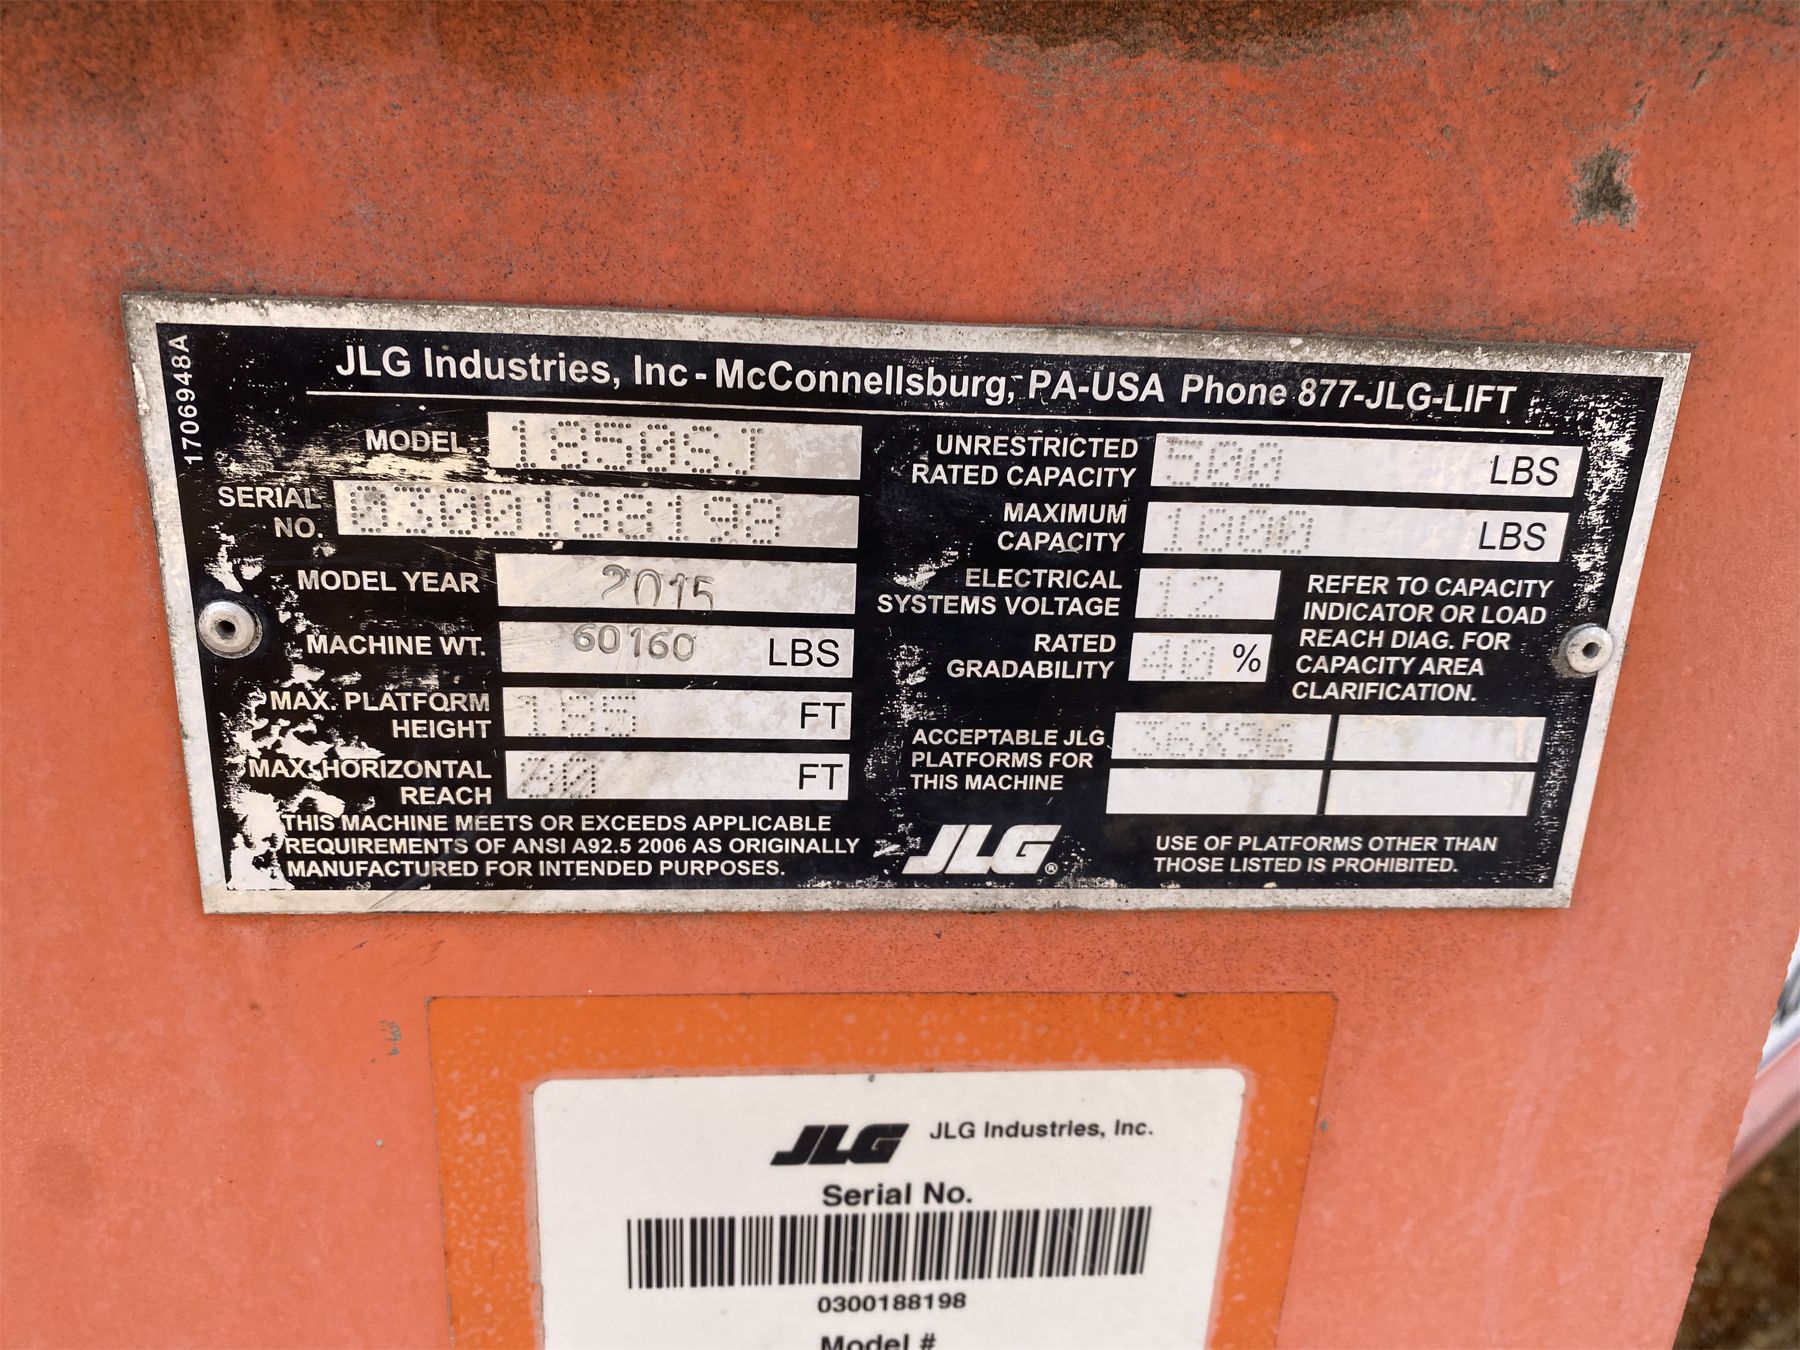 1706948A
JLG Industries, Inc - McConnellsburg, PA-USA Phone 877-JLG-LIFT
MODEL 1850SJ
SERIAL NO. 0300188198
MODEL YEAR 2015
MACHINE WT. 60160 LBS
MAX. PLATFORM HEIGHT 185 FT
MAX. HORIZONTAL REACH 80 FT
THIS MACHINE MEETS OR EXCEEDS APPLICABLE
REQUIREMENTS OF ANSI A92.5 2006 AS ORIGINALLY
MANUFACTURED FOR INTENDED PURPOSES.
UNRESTRICTED RATED CAPACITY 500 LBS
MAXIMUM CAPACITY 1000 LBS
ELECTRICAL SYSTEMS VOLTAGE 12
RATED GRADABILITY 40 %
REFER TO CAPACITY
INDICATOR OR LOAD
REACH DIAG. FOR
CAPACITY AREA
CLARIFICATION.
ACCEPTABLE JLG
PLATFORMS FOR
THIS MACHINE
36X96
JLG®
USE OF PLATFORMS OTHER THAN
THOSE LISTED IS PROHIBITED.
JLG JLG Industries, Inc.
Serial No.
0300188198
Model #